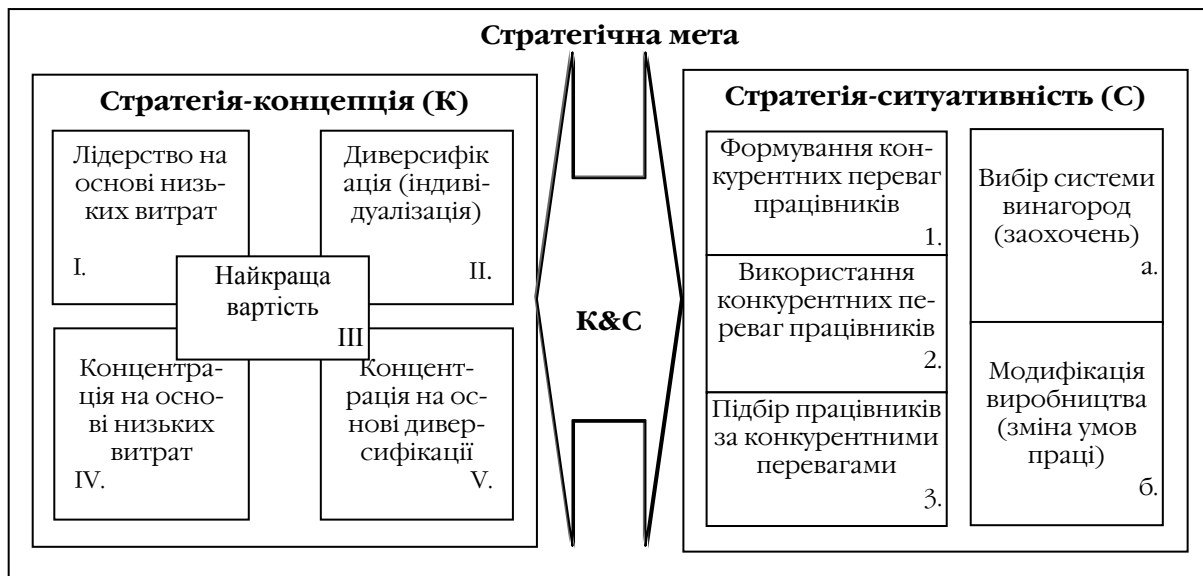 Стратегічна мета
Стратегія-концепція (К)
Лідерство на
основі низь-
ких витрат
I.
Диверсифік
ація (індиві-
дуалізація)
II.
Найкраща
вартість
III
Концентра-
ція на осно-
ві низьких
витрат
IV.
Концент-
рація на ос-
нові дивер-
сифікації
V.
К&С
Стратегія-ситуативність (С)
Формування кон-
курентних переваг
працівників
1.
Використання
конкурентних пе-
реваг працівників
2.
Підбір працівників
за конкурентними
перевагами
3.
Вибір системи
винагород
(заохочень)
а.
Модифікація
виробництва
(зміна умов
праці)
б.